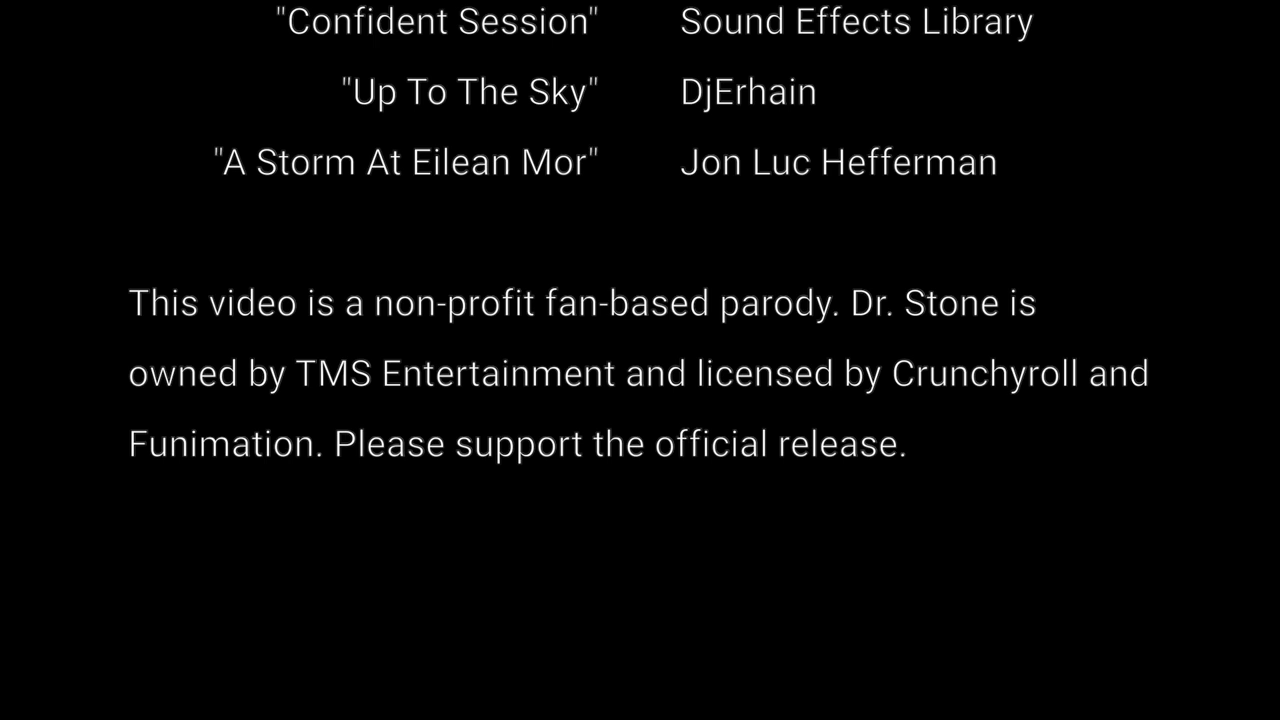 "Confident Session" Sound Effects Library
"Up To The Sky" DjErhain
"A Storm At Eilean Mor" Jon Luc Hefferman
This video is a non-profit fan-based parody. Dr. Stone is
owned by TMS Entertainment and licensed by Crunchyroll and
Funimation. Please support the official release.